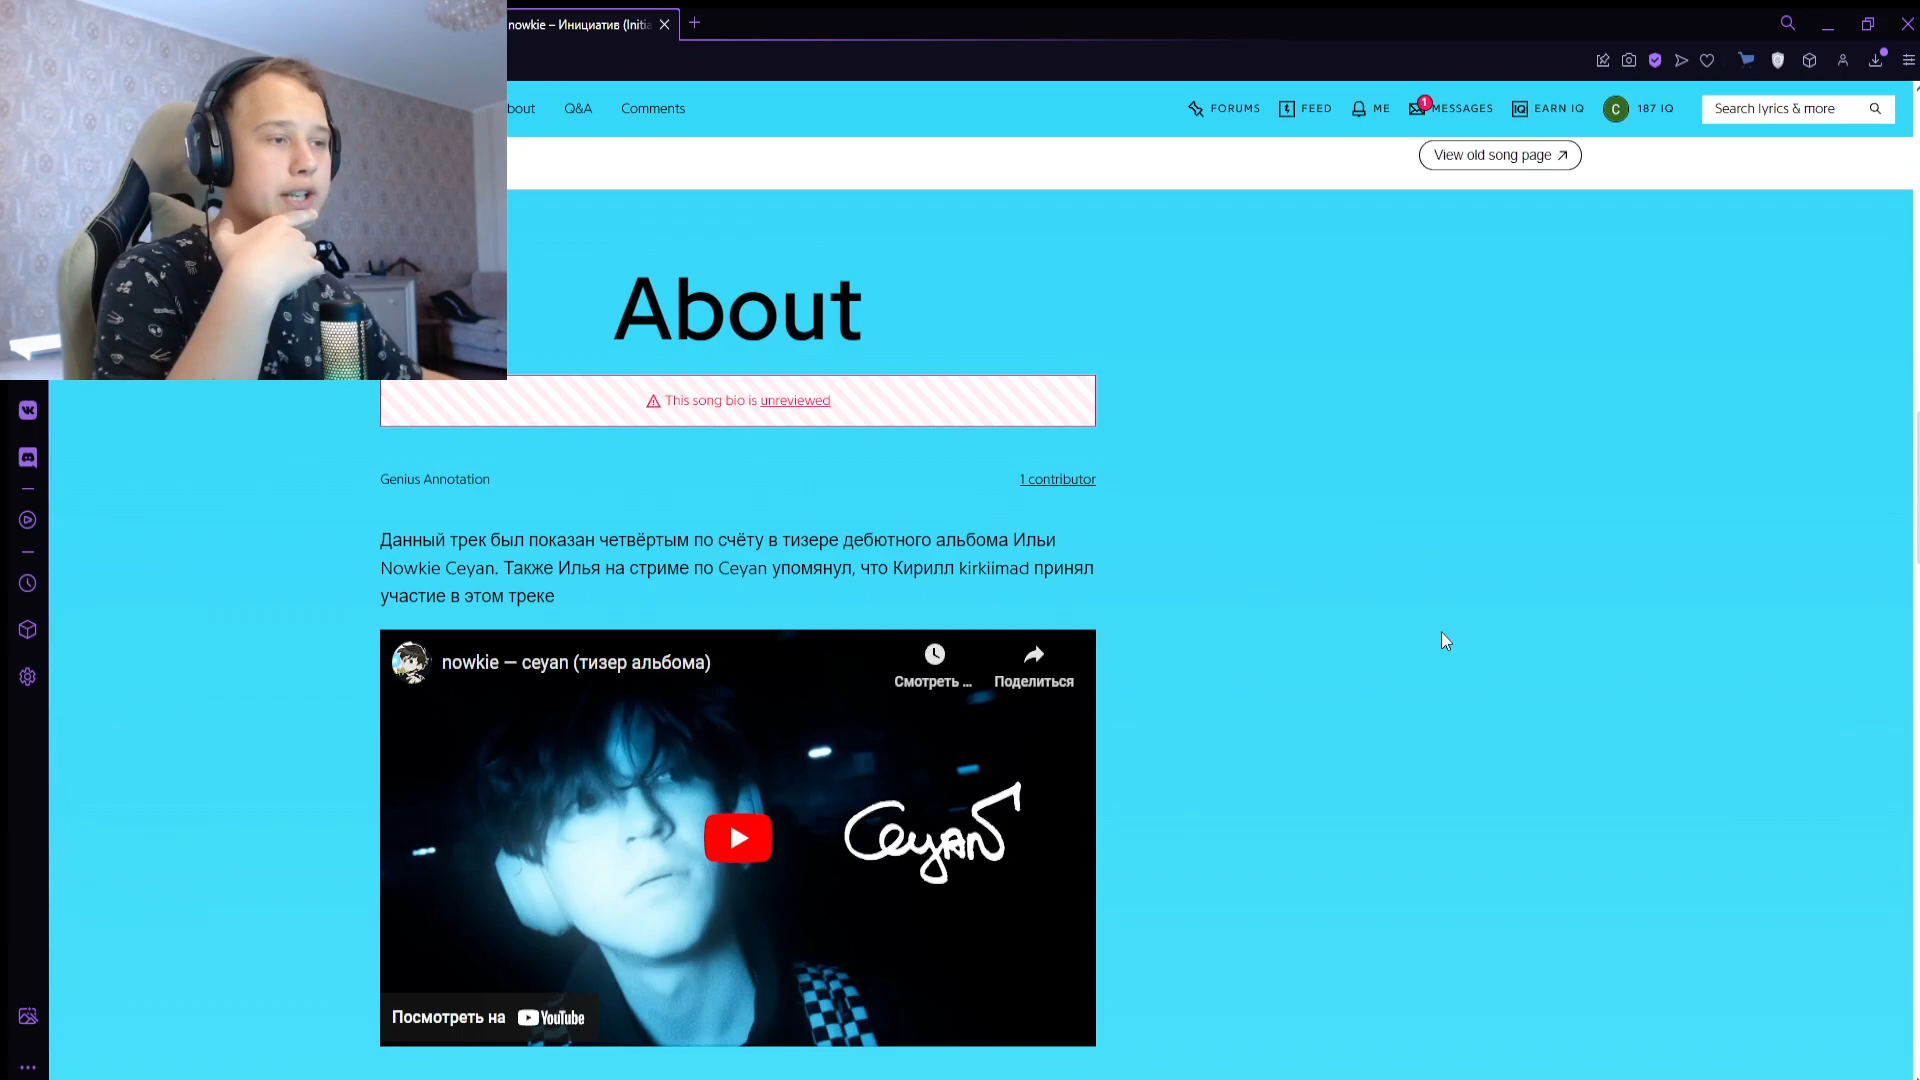 nowkie – Инициатив (Initia
bout
Q&A
Comments
FORUMS
FEED
ME
1
MESSAGES
IQ
EARN IQ
C
187 IQ
Search lyrics & more
View old song page
About
This song bio is unreviewed
Genius Annotation
1 contributor
Данный трек был показан четвёртым по счёту в тизере дебютного альбома Ильи
Nowkie Ceyan. Также Илья на стриме по Ceyan упомянул, что Кирилл kirkiimad принял
участие в этом треке
nowkie — ceyan (тизер альбома)
Смотреть ...
Поделиться
Ceyan
Посмотреть на YouTube